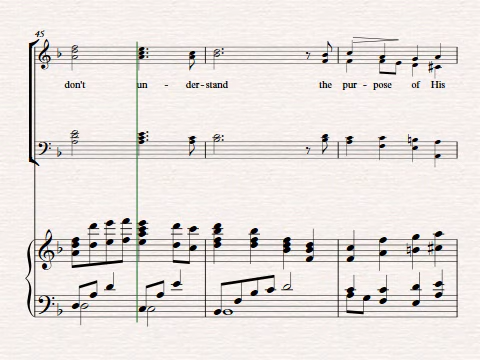 45
don't un - der - stand the pur - pose of His